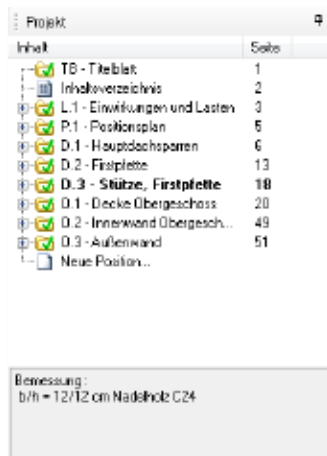 Projekt
Inhalt Seite
TB - Titelblatt 1
Inhaltsverzeichnis 2
L.1 - Einwirkungen und Lasten 3
P.1 - Positionsplan 5
D.1 - Hauptdachsparren 6
D.2 - Firstpfette 13
D.3 - Stütze, Firstpfette 18
O.1 - Decke Obergeschoss 20
O.2 - Innenwand Obergesch... 49
O.3 - Außenwand 51
Neue Position...
Bemessung:
b/h = 12/12 cm Nadelholz C24